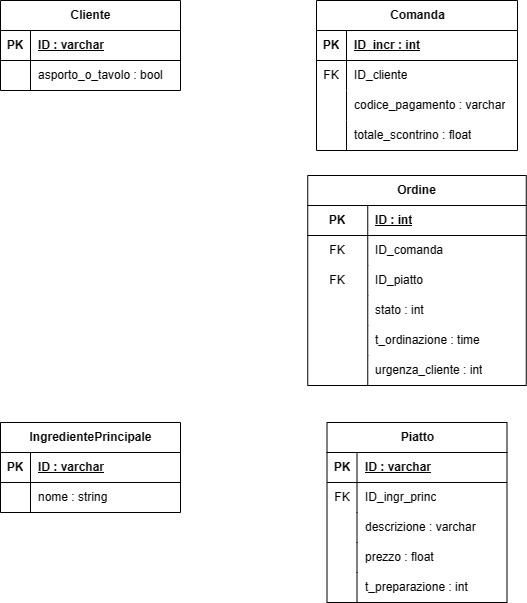 Cliente
PK ID : varchar
asporto_o_tavolo : bool
Comanda
PK ID_incr : int
FK ID_cliente
codice_pagamento : varchar
totale_scontrino : float
Ordine
PK ID : int
FK ID_comanda
FK ID_piatto
stato : int
t_ordinazione : time
urgenza_cliente : int
IngredientePrincipale
PK ID : varchar
nome : string
Piatto
PK ID : varchar
FK ID_ingr_princ
descrizione : varchar
prezzo : float
t_preparazione : int